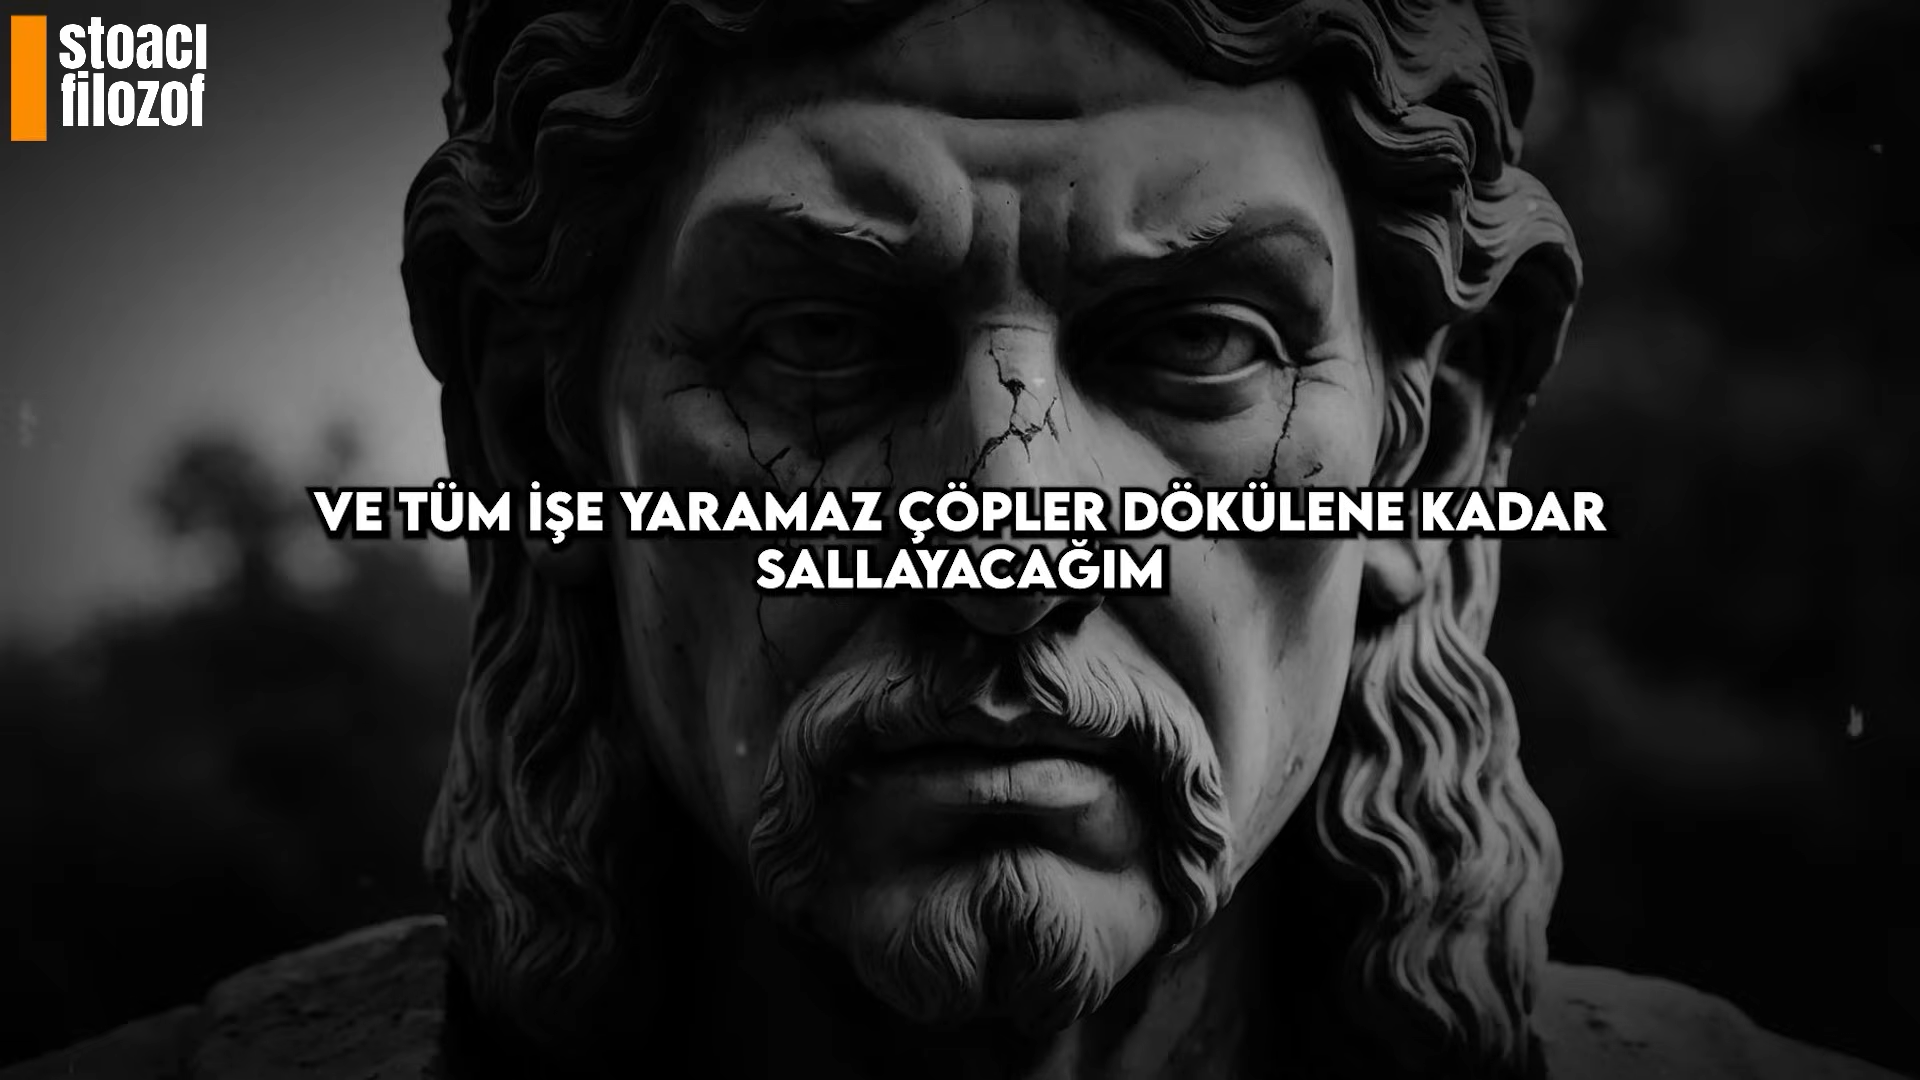 stoacı
filozof
VE TÜM İŞE YARAMAZ ÇÖPLER DÖKÜLENE KADAR
SALLAYACAĞIM